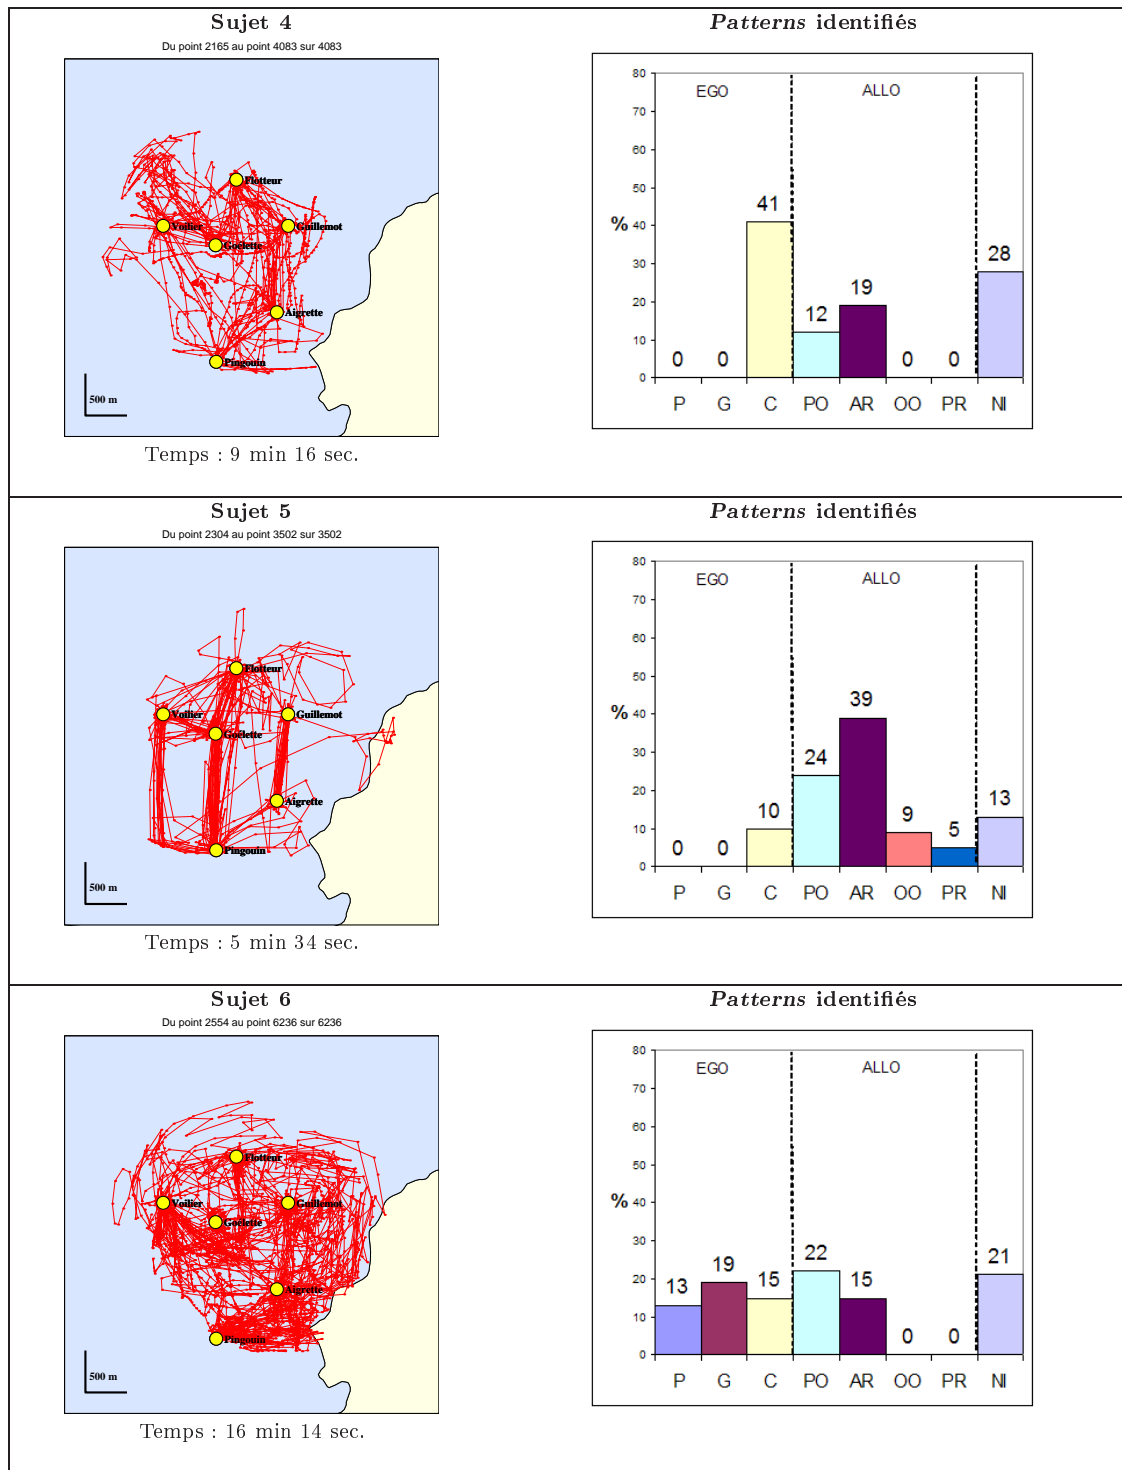 Sujet 4
Patterns identifiés
Du point 2165 au point 4083 sur 4083
Flotteur
Voilier
Guillemot
Goélette
Aigrette
Pingouin
500 m
Temps : 9 min 16 sec.
EGO
ALLO
80
70
60
50
40
30
20
10
0
%
0
0
41
12
19
0
0
28
P G C PO AR OO PR NI
Sujet 5
Patterns identifiés
Du point 2304 au point 3502 sur 3502
Flotteur
Voilier
Guillemot
Goélette
Aigrette
Pingouin
500 m
Temps : 5 min 34 sec.
EGO
ALLO
80
70
60
50
40
30
20
10
0
%
0
0
10
24
39
9
5
13
P G C PO AR OO PR NI
Sujet 6
Patterns identifiés
Du point 2554 au point 6236 sur 6236
Flotteur
Voilier
Guillemot
Goélette
Aigrette
Pingouin
500 m
Temps : 16 min 14 sec.
EGO
ALLO
80
70
60
50
40
30
20
10
0
%
13
19
15
22
15
0
0
21
P G C PO AR OO PR NI